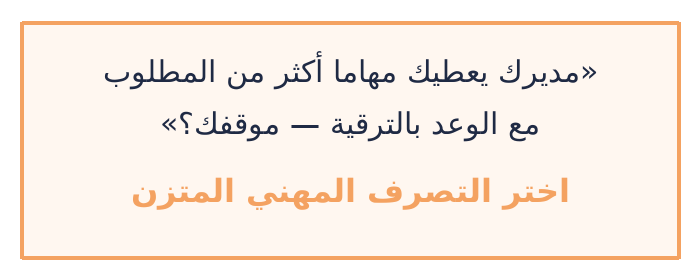 «مديرك يعطيك مهاما أكثر من المطلوب
مع الوعد بالترقية — موقفك؟»
اختر التصرف المهني المتزن